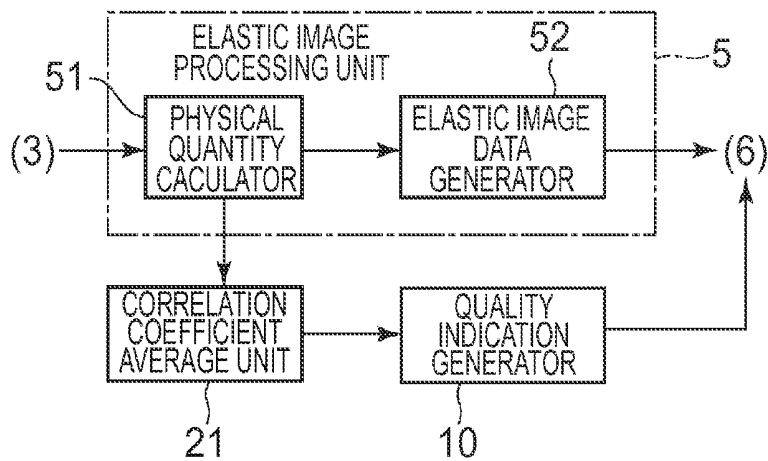 ELASTIC IMAGE
PROCESSING UNIT
52
5
51
PHYSICAL
QUANTITY
CACULATOR
ELASTIC IMAGE
DATA
GENERATOR
(3)
(6)
CORRELATION
COEFFICIENT
AVERAGE UNIT
QUALITY
INDICATION
GENERATOR
21
10